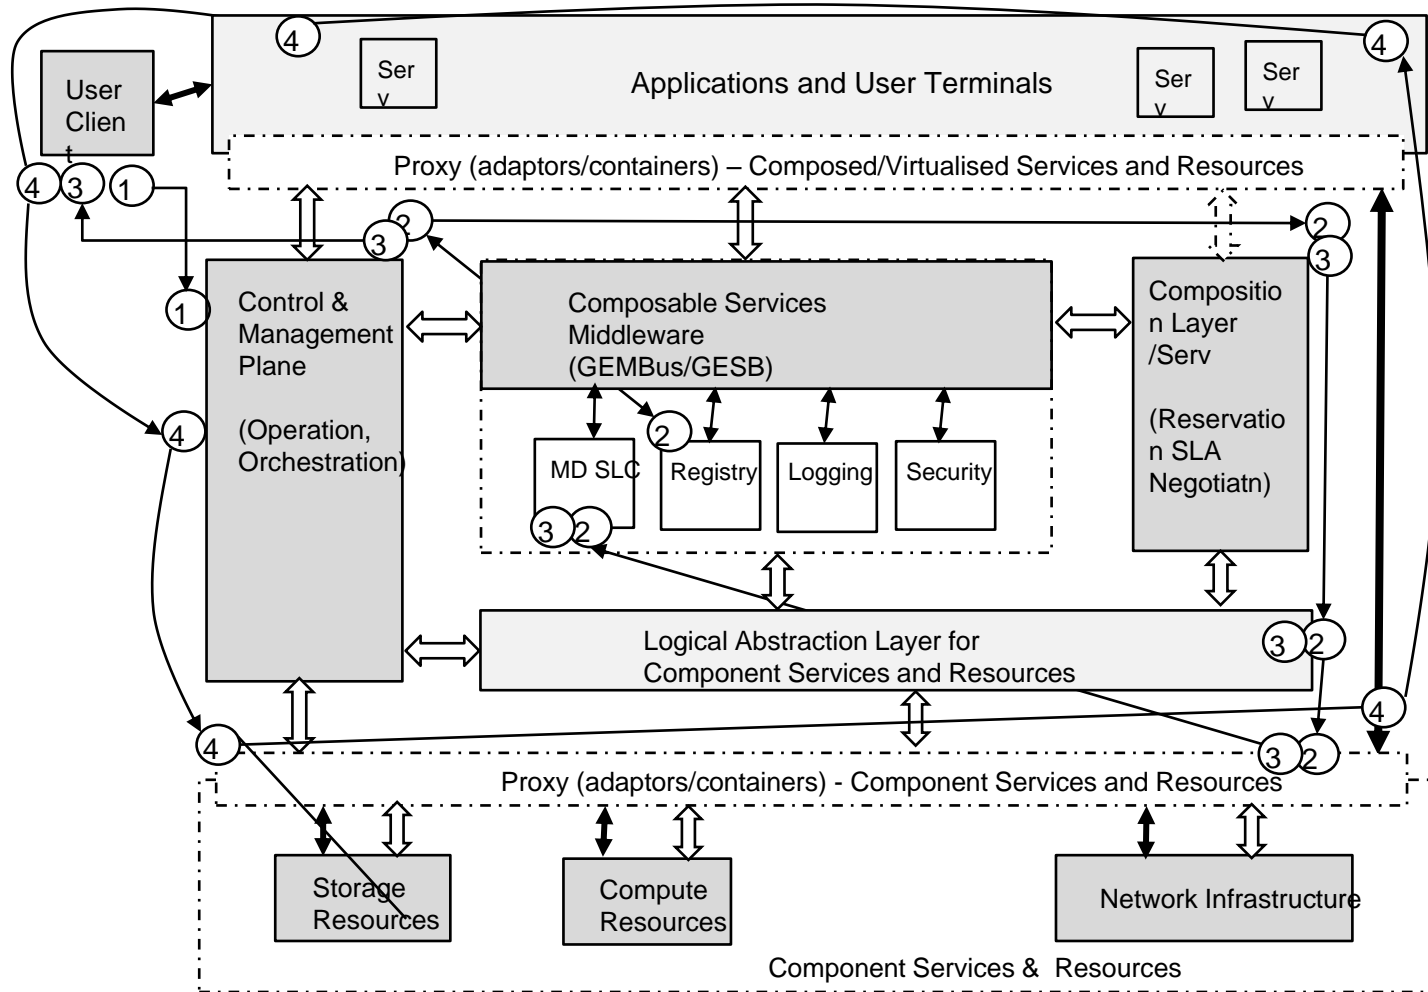 4
4
Ser
v
Applications and User Terminals
Ser
v
Ser
v
User
Clien
t
Proxy (adaptors/containers) – Composed/Virtualised Services and Resources
4
3
1
2
3
2
3
1
Control &
Management
Plane
(Operation,
Orchestration)
Composable Services
Middleware
(GEMBus/GESB)
Compositio
n Layer
/Serv
(Reservatio
n SLA
Negotiatn)
4
2
MD SLC
Registry
Logging
Security
3
2
Logical Abstraction Layer for
Component Services and Resources
3
2
4
4
3
2
Proxy (adaptors/containers) - Component Services and Resources
Storage
Resources
Compute
Resources
Network Infrastructure
Component Services & Resources